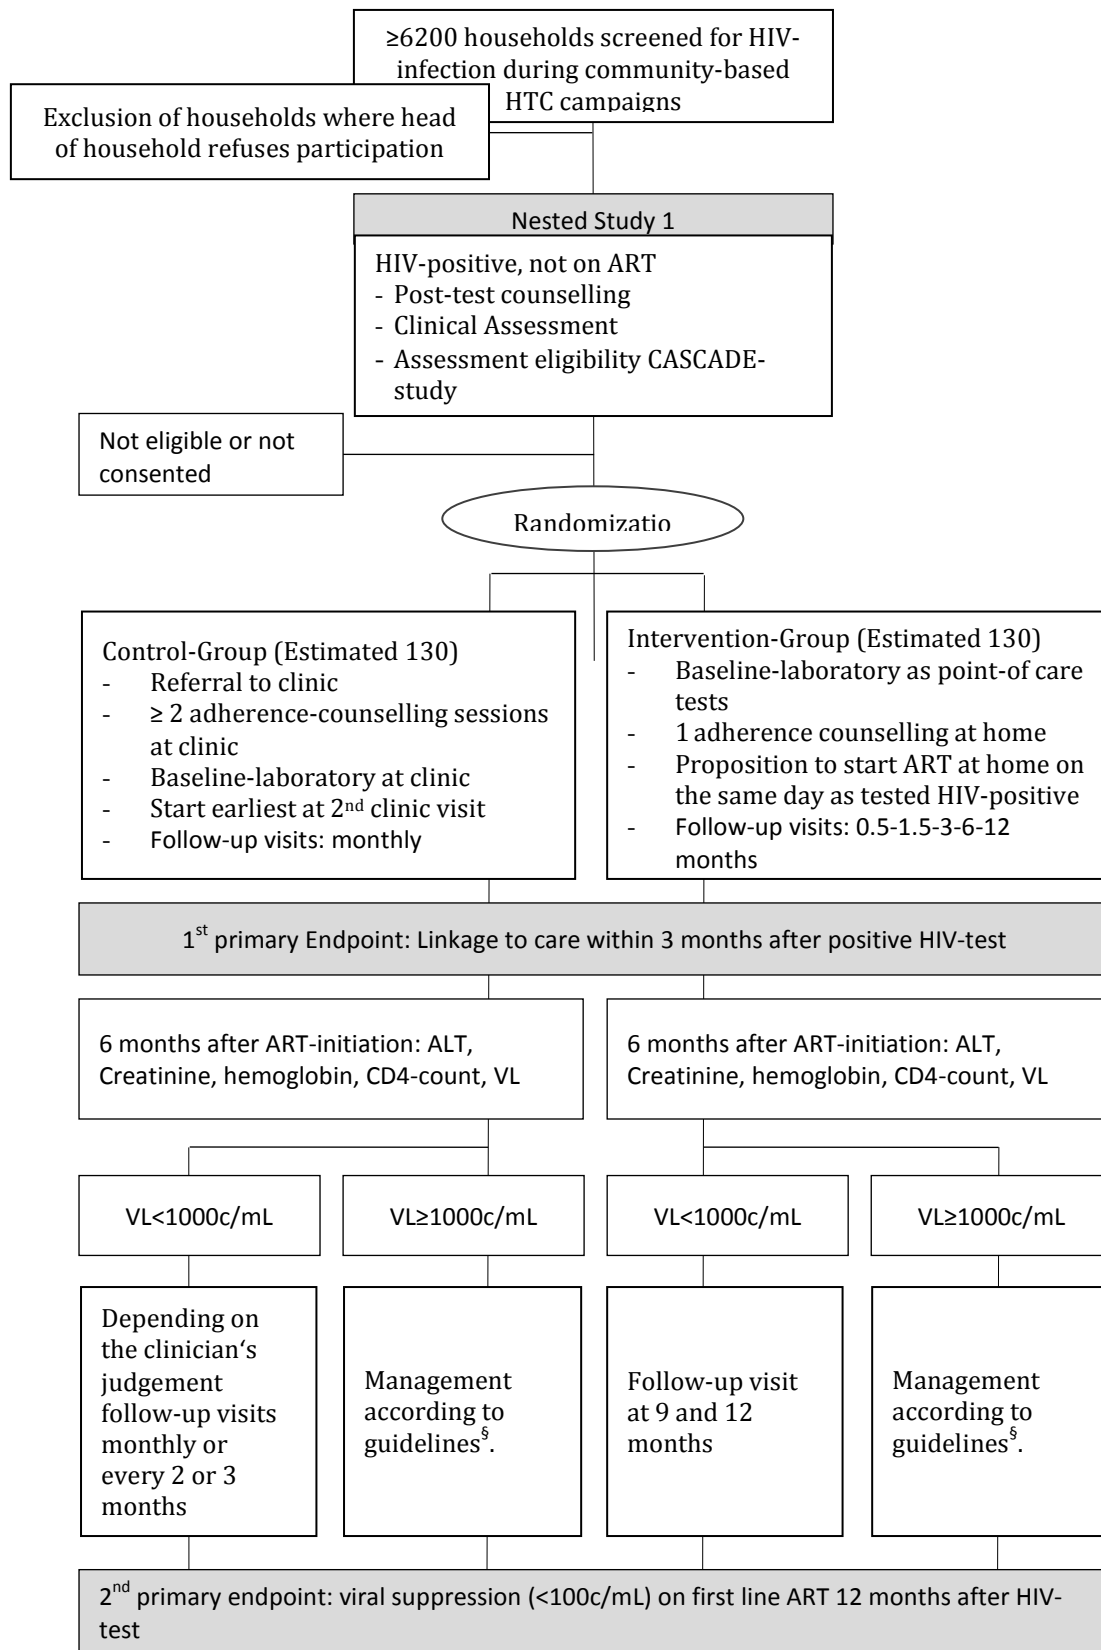 ≥6200 households screened for HIV-
infection during community-based
HTC campaigns
Exclusion of households where head
of household refuses participation
Nested Study 1
HIV-positive, not on ART
- Post-test counselling
- Clinical Assessment
- Assessment eligibility CASCADE-
study
Not eligible or not
consented
Randomizatio
Control-Group (Estimated 130)
- Referral to clinic
- ≥ 2 adherence-counselling sessions
at clinic
- Baseline-laboratory at clinic
- Start earliest at 2nd clinic visit
- Follow-up visits: monthly
Intervention-Group (Estimated 130)
- Baseline-laboratory as point-of care
tests
- 1 adherence counselling at home
- Proposition to start ART at home on
the same day as tested HIV-positive
- Follow-up visits: 0.5-1.5-3-6-12
months
1st primary Endpoint: Linkage to care within 3 months after positive HIV-test
6 months after ART-initiation: ALT,
Creatinine, hemoglobin, CD4-count, VL
6 months after ART-initiation: ALT,
Creatinine, hemoglobin, CD4-count, VL
VL<1000c/mL
VL≥1000c/mL
VL<1000c/mL
VL≥1000c/mL
Depending on
the clinician‘s
judgement
follow-up visits
monthly or
every 2 or 3
months
Management
according to
guidelines§.
Follow-up visit
at 9 and 12
months
Management
according to
guidelines§.
2nd primary endpoint: viral suppression (<100c/mL) on first line ART 12 months after HIV-
test